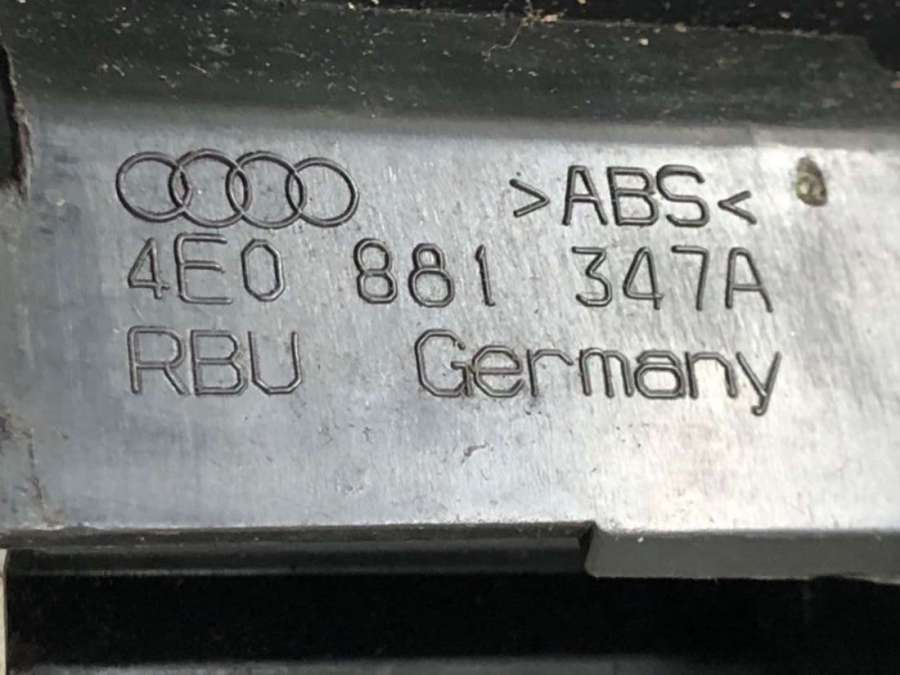 >ABS<
4E0 881 347A
RBU Germany